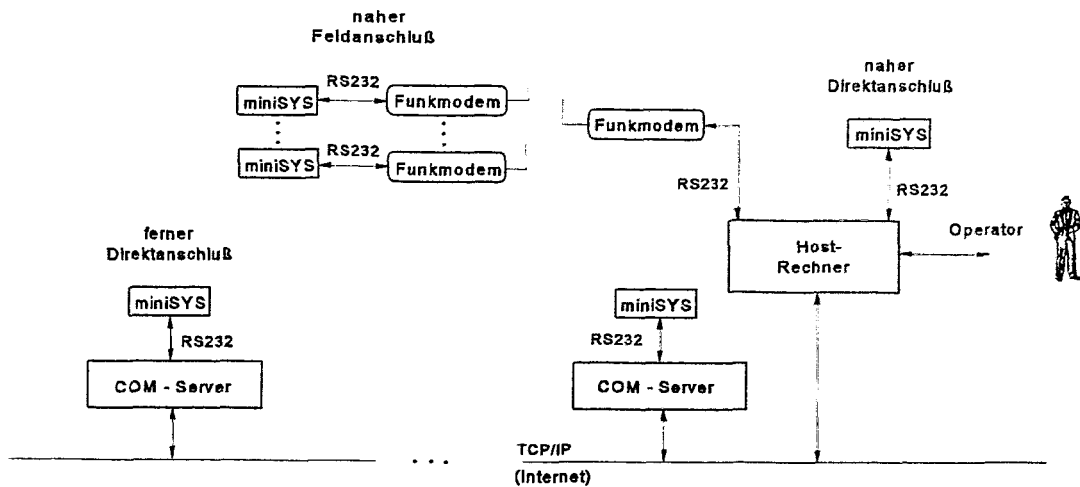 naher
Feldanschluß
RS232
miniSYS
Funkmodem
RS232
miniSYS
Funkmodem
Funkmodem
RS232
naher
Direktanschluß
miniSYS
RS232
Host-
Rechner
Operator
ferner
Direktanschluß
miniSYS
RS232
COM - Server
miniSYS
RS232
COM - Server
TCP/IP
(Internet)